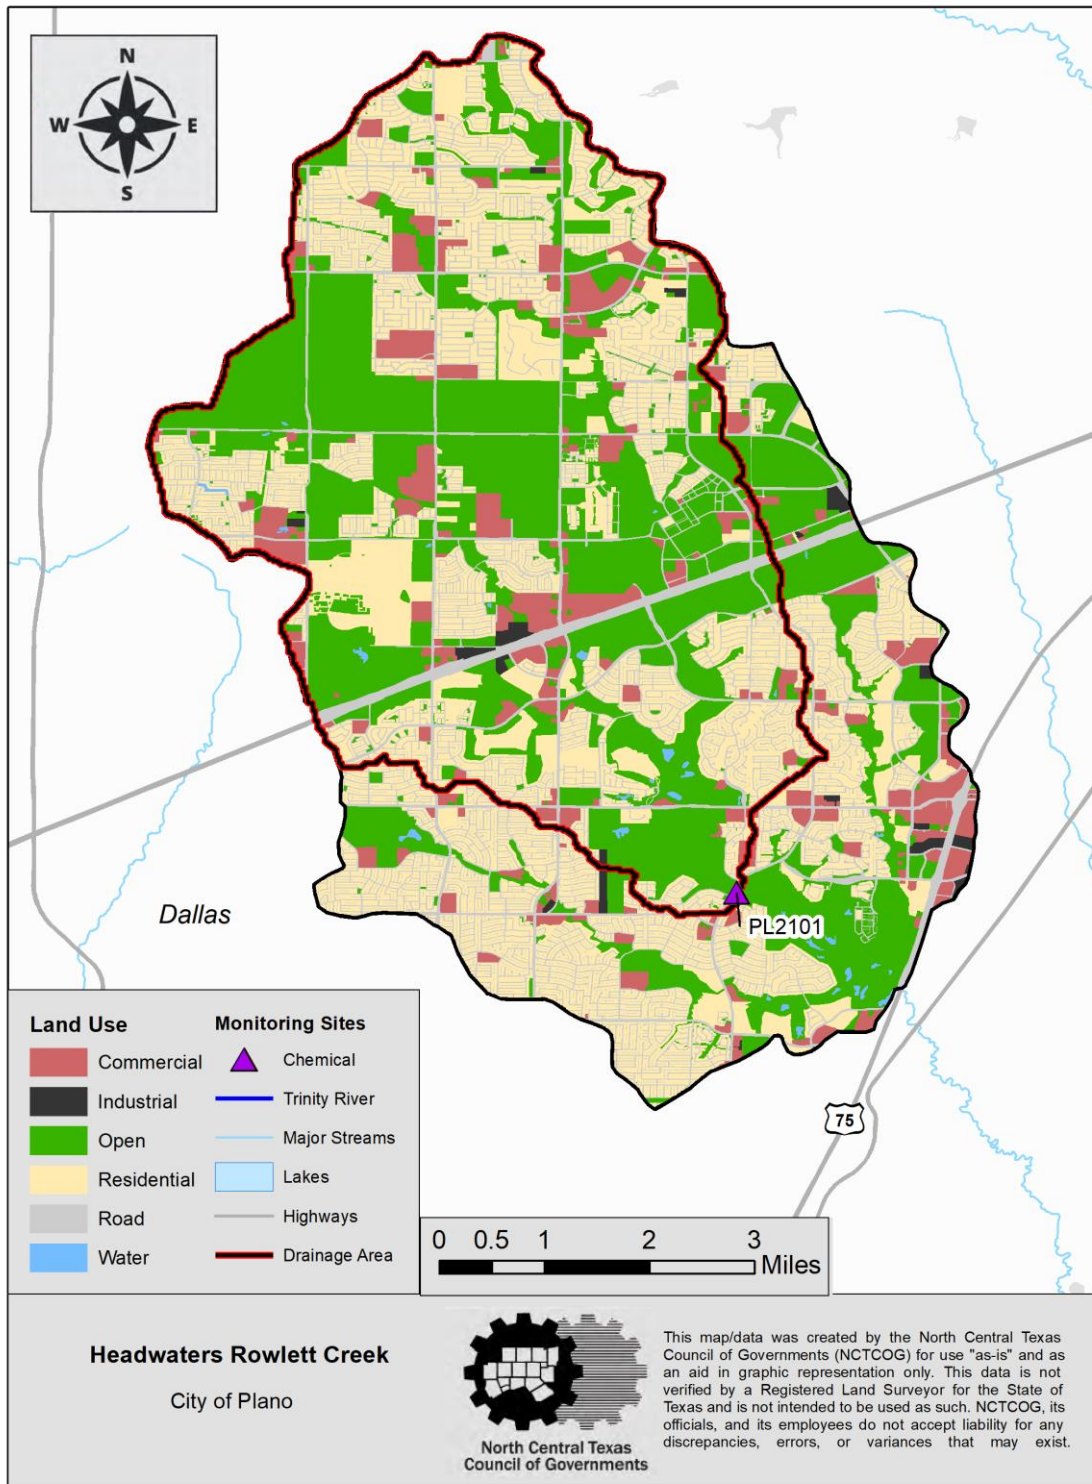 N
W E
S
Dallas
PL2101
75
Land Use
Commercial
Industrial
Open
Residential
Road
Water
Monitoring Sites
Chemical
Trinity River
Major Streams
Lakes
Highways
Drainage Area
0 0.5 1 2 3
Miles
Headwaters Rowlett Creek
City of Plano
North Central Texas
Council of Governments
This map/data was created by the North Central Texas
Council of Governments (NCTCOG) for use "as-is" and as
an aid in graphic representation only. This data is not
verified by a Registered Land Surveyor for the State of
Texas and is not intended to be used as such. NCTCOG, its
officials, and its employees do not accept liability for any
discrepancies, errors, or variances that may exist.